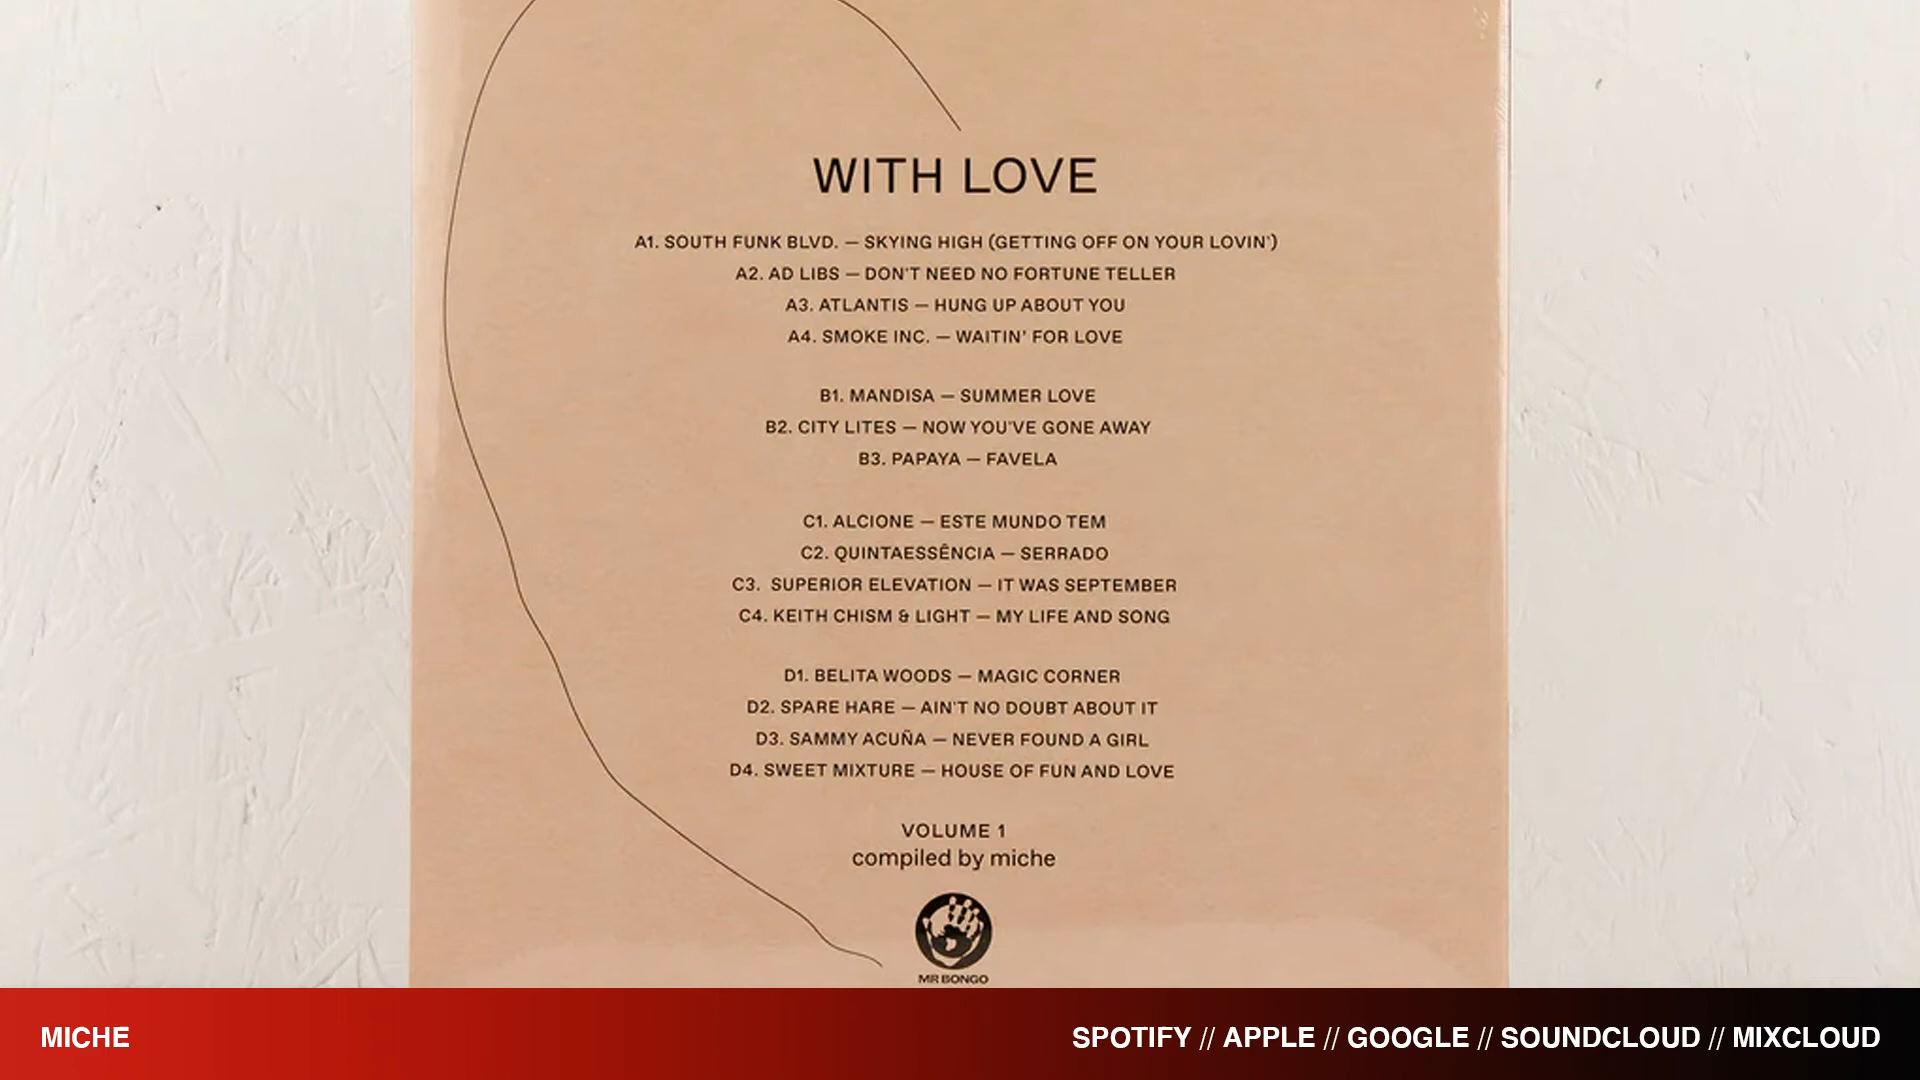 WITH LOVE
A1. SOUTH FUNK BLVD. — SKYING HIGH (GETTING OFF ON YOUR LOVIN')
A2. AD LIBS — DON'T NEED NO FORTUNE TELLER
A3. ATLANTIS — HUNG UP ABOUT YOU
A4. SMOKE INC. — WAITIN' FOR LOVE
B1. MANDISA — SUMMER LOVE
B2. CITY LITES — NOW YOU'VE GONE AWAY
B3. PAPAYA — FAVELA
C1. ALCIONE — ESTE MUNDO TEM
C2. QUINTAESSÊNCIA — SERRADO
C3. SUPERIOR ELEVATION — IT WAS SEPTEMBER
C4. KEITH CHISM & LIGHT — MY LIFE AND SONG
D1. BELITA WOODS — MAGIC CORNER
D2. SPARE HARE — AIN'T NO DOUBT ABOUT IT
D3. SAMMY ACUÑA — NEVER FOUND A GIRL
D4. SWEET MIXTURE — HOUSE OF FUN AND LOVE
VOLUME 1
compiled by miche
MR BONGO
MICHE
SPOTIFY // APPLE // GOOGLE // SOUNDCLOUD // MIXCLOUD